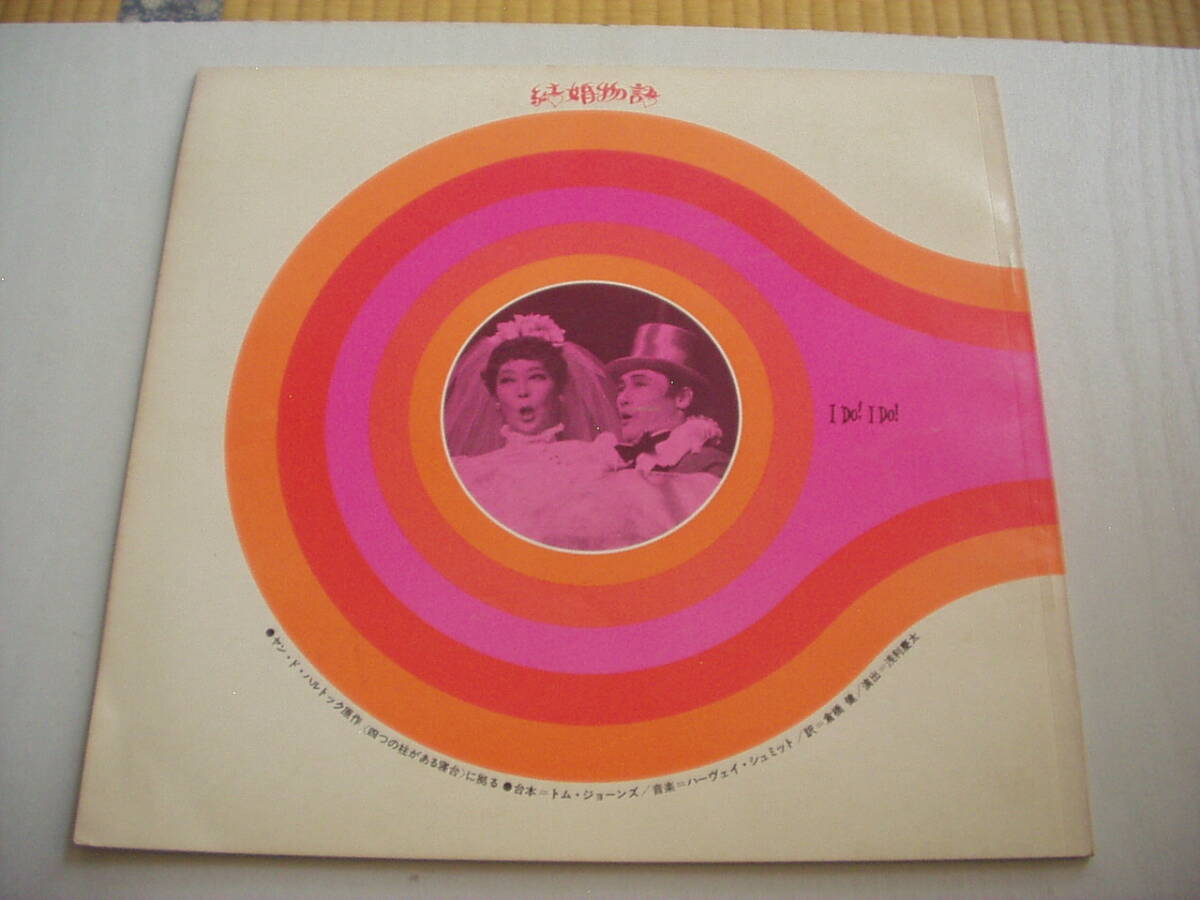 結婚物語
I Do! I Do!
●ヤン・ド・ハルトック原作〈四つの柱がある寝台〉に拠る●台本=トム・ジョーンズ/音楽=ハーヴェイ・シュミット/訳=倉橋 健/演出=浅利慶太